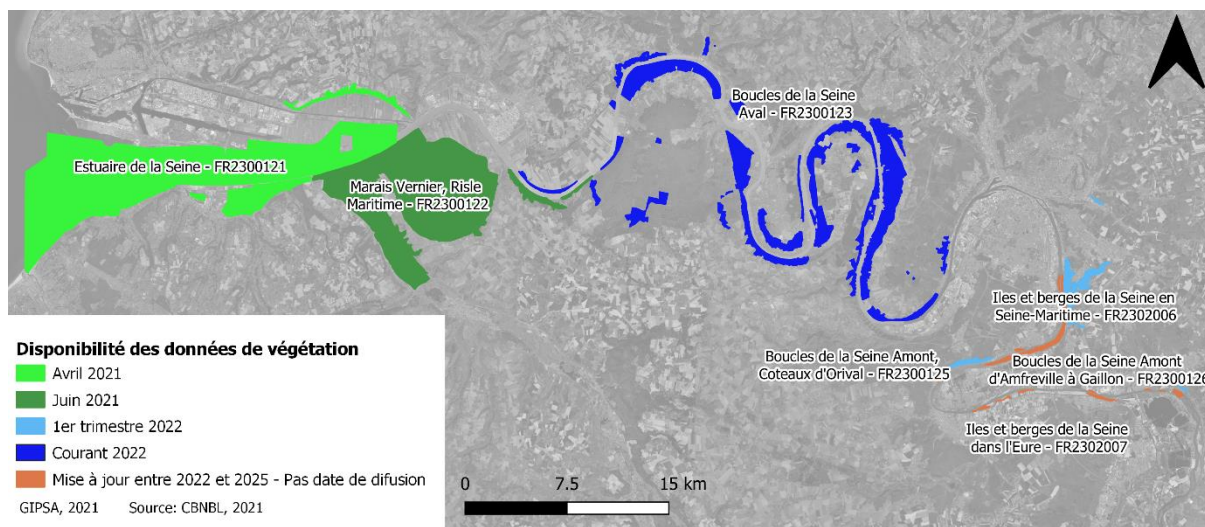 Boucles de la Seine
Aval - FR2300123
Estuaire de la Seine - FR2300121
Marais Vernier, Risle
Maritime - FR2300122
Iles et berges de la Seine en
Seine-Maritime - FR2302006
Boucles de la Seine Amont,
Coteaux d'Orival - FR2300125
Boucles de la Seine Amont
d'Amfreville à Gaillon - FR2300126
Iles et berges de la Seine
dans l'Eure - FR2302007
Disponibilité des données de végétation
Avril 2021
Juin 2021
1er trimestre 2022
Courant 2022
Mise à jour entre 2022 et 2025 - Pas date de difusion
GIPSA, 2021 Source: CBNBL, 2021
0 7.5 15 km